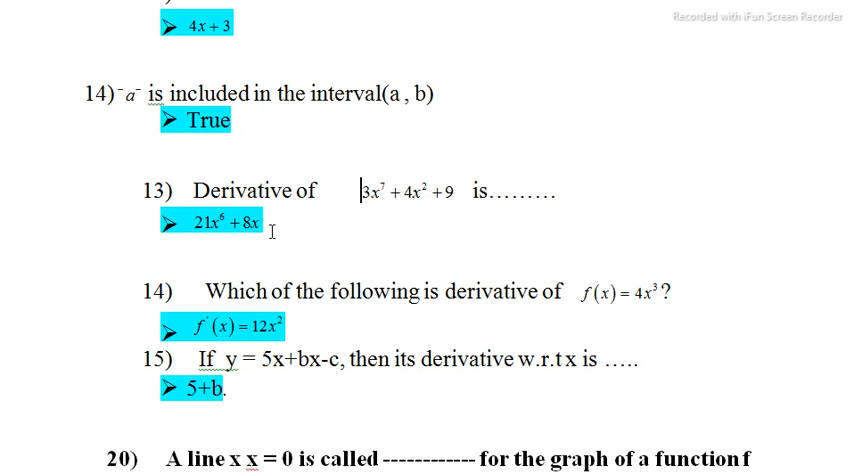 Recorded with iFun Screen Recorder
➢ 4x + 3
14) ⁻a⁻ is included in the interval(a , b)
➢ True
13) Derivative of 3x⁷ + 4x² + 9 is.........
➢ 21x⁶ + 8x
14) Which of the following is derivative of f(x) = 4x³ ?
➢ f'(x) = 12x²
15) If y = 5x+bx-c, then its derivative w.r.t x is .....
➢ 5+b.
20) A line x x = 0 is called ------------ for the graph of a function f